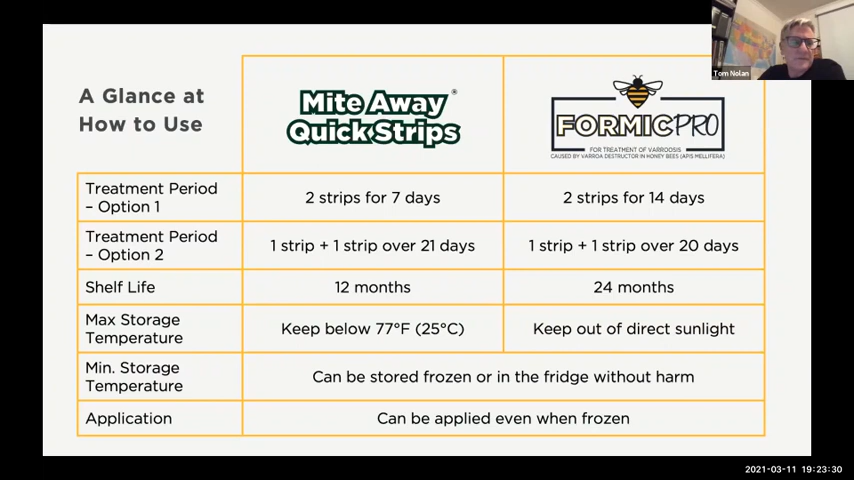 Tom Nolan
A Glance at
How to Use
Mite Away®
Quick Strips
FORMICPRO
FOR TREATMENT OF VARROOSIS
CAUSED BY VARROA DESTRUCTOR IN HONEY BEES (APIS MELLIFERA)
Treatment Period
– Option 1
2 strips for 7 days
2 strips for 14 days
Treatment Period
– Option 2
1 strip + 1 strip over 21 days
1 strip + 1 strip over 20 days
Shelf Life
12 months
24 months
Max Storage
Temperature
Keep below 77°F (25°C)
Keep out of direct sunlight
Min. Storage
Temperature
Can be stored frozen or in the fridge without harm
Application
Can be applied even when frozen
2021-03-11 19:23:30